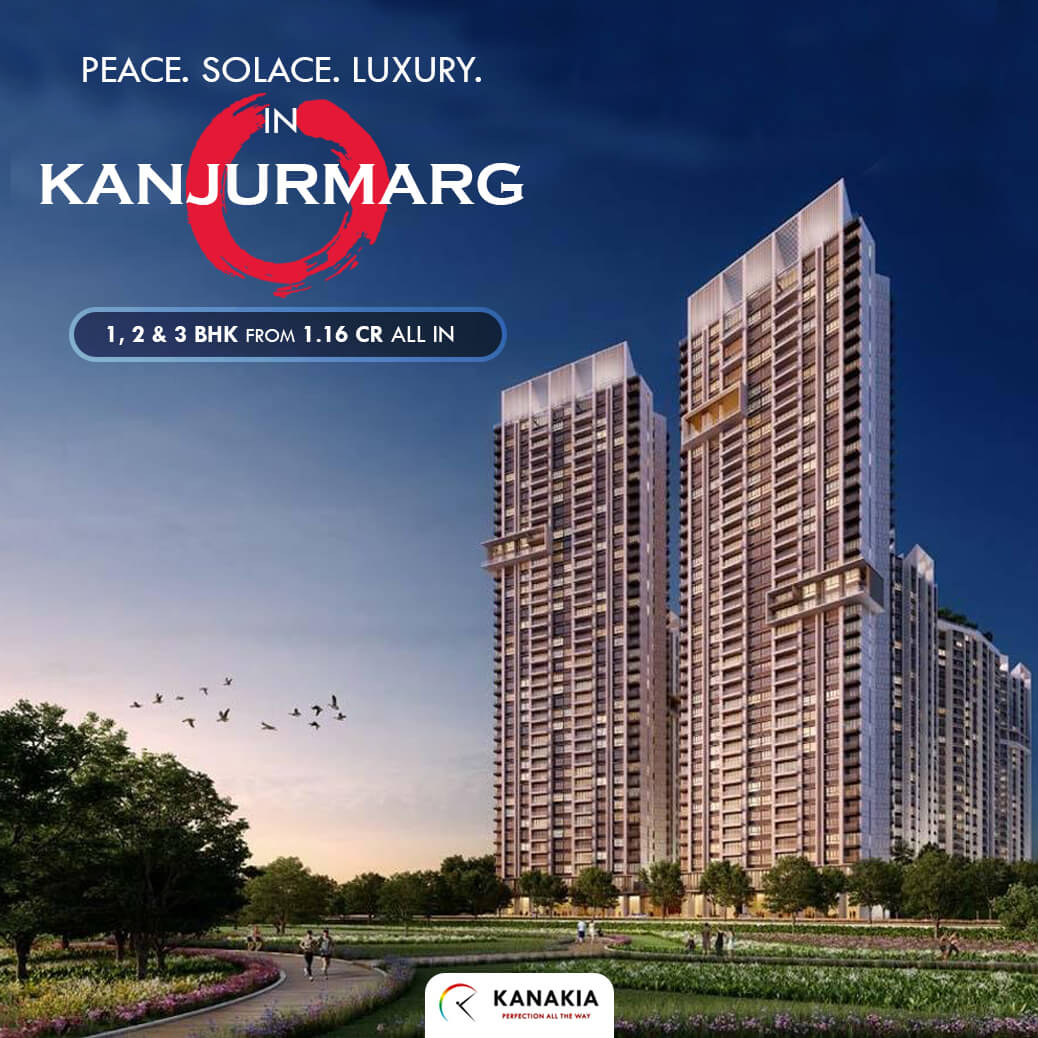 PEACE. SOLACE. LUXURY.
IN
KANJURMARG
1, 2 & 3 BHK FROM 1.16 CR ALL IN
KANAKIA
PERFECTION ALL THE WAY